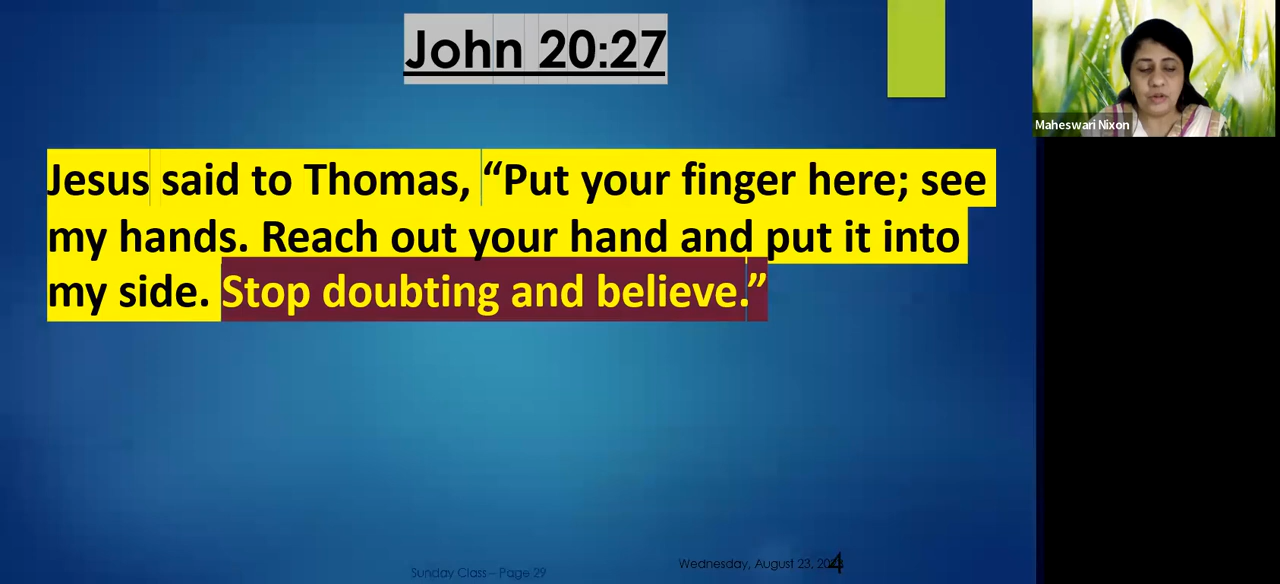 John 20:27
Maheswari Nixon
Jesus said to Thomas, “Put your finger here; see
my hands. Reach out your hand and put it into
my side. Stop doubting and believe.”
Sunday Class – Page 29
Wednesday, August 23,
4